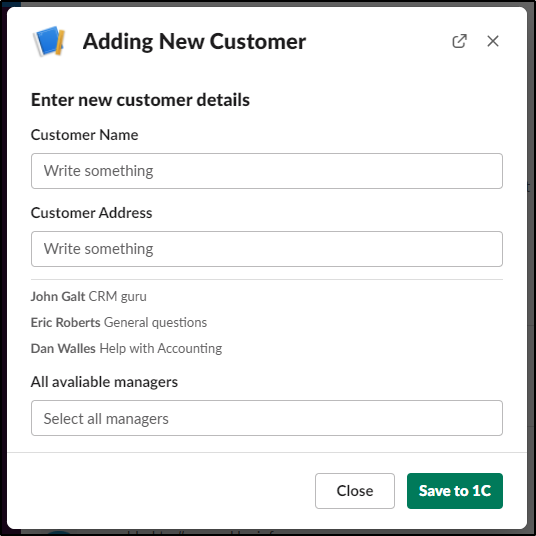 Adding New Customer
Enter new customer details
Customer Name
Write something
Customer Address
Write something
John Galt CRM guru
Eric Roberts General questions
Dan Walles Help with Accounting
All avaliable managers
Select all managers
Close
Save to 1C